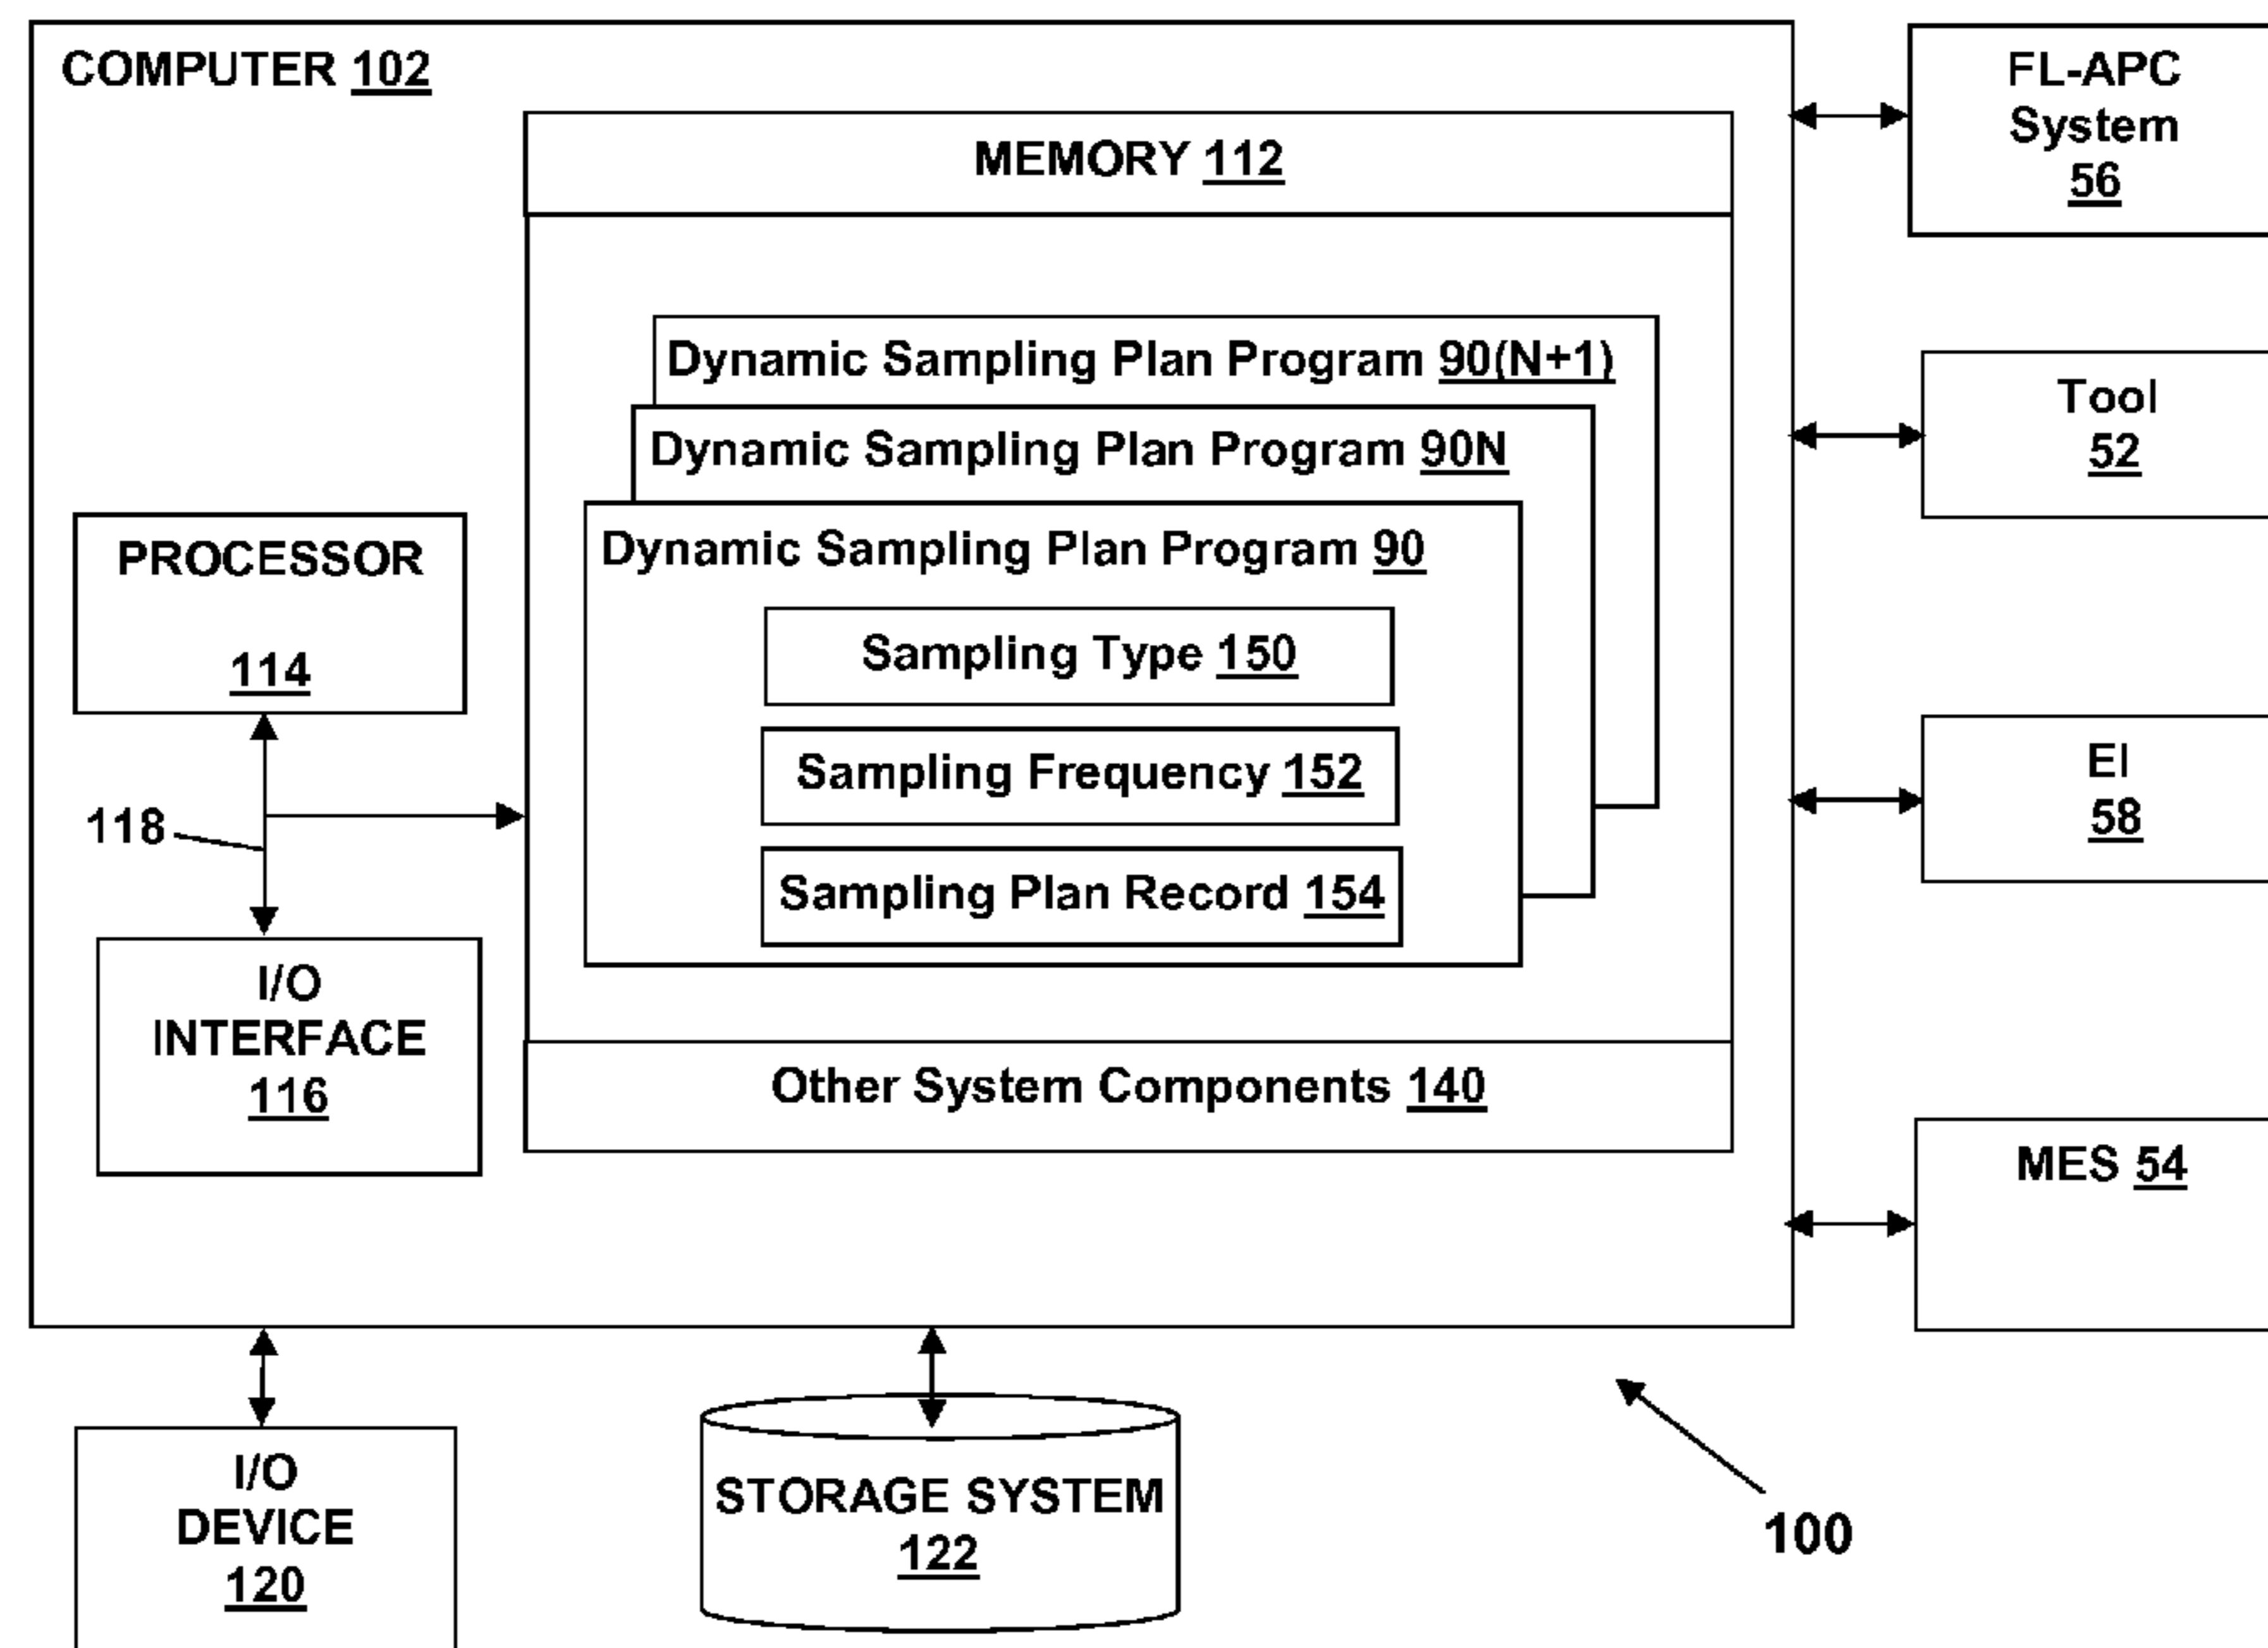 COMPUTER 102
MEMORY 112
Dynamic Sampling Plan Program 90(N+1)
Dynamic Sampling Plan Program 90N
Dynamic Sampling Plan Program 90
Sampling Type 150
Sampling Frequency 152
Sampling Plan Record 154
Other System Components 140
PROCESSOR
114
118
I/O
INTERFACE
116
FL-APC
System
56
Tool
52
EI
58
MES 54
I/O
DEVICE
120
STORAGE SYSTEM
122
100